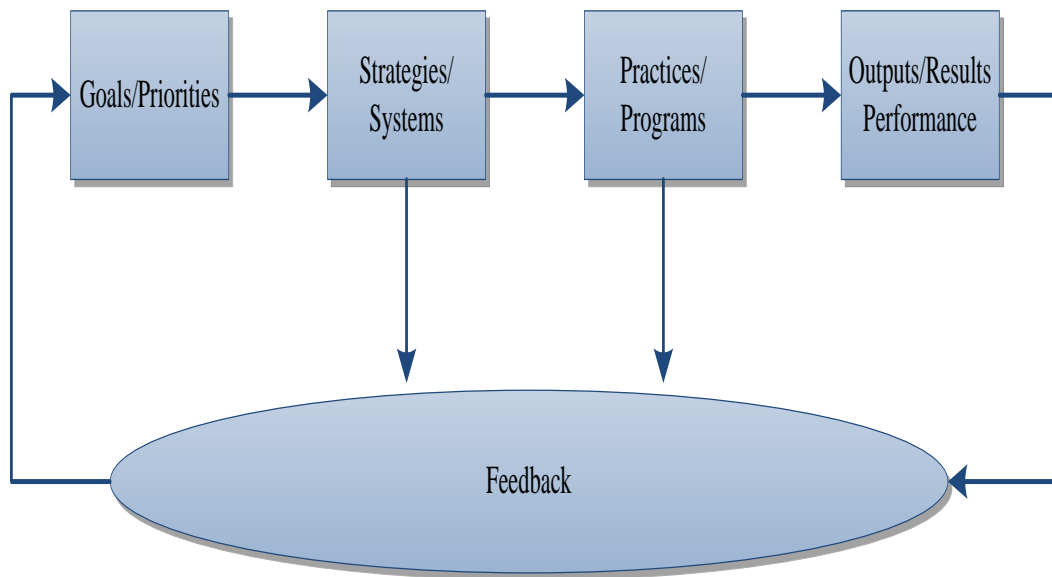 Goals/Priorities
Strategies/
Systems
Practices/
Programs
Outputs/Results
Performance
Feedback